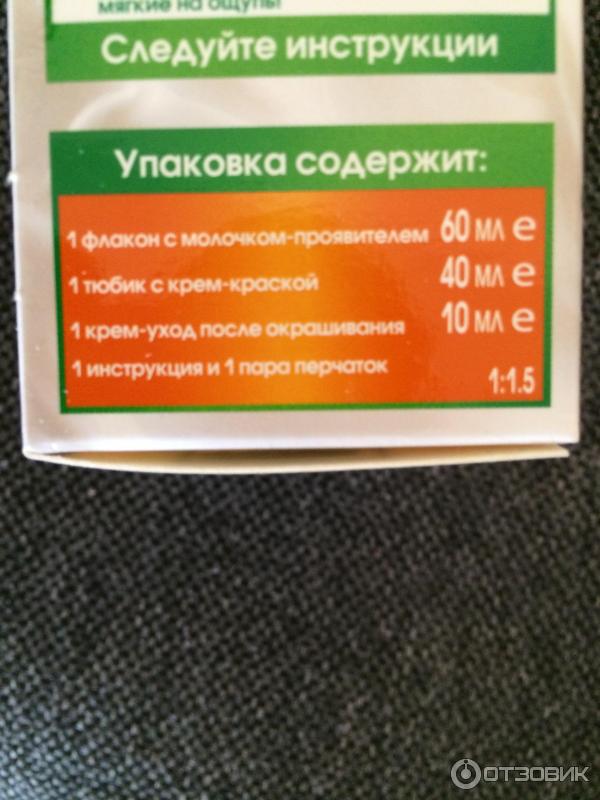 мягкие на ощупь!
Следуйте инструкции
Упаковка содержит:
1 флакон с молочком-проявителем 60 мл е
1 тюбик с крем-краской 40 мл е
1 крем-уход после окрашивания 10 мл е
1 инструкция и 1 пара перчаток
1:1.5
ОТЗОВИК